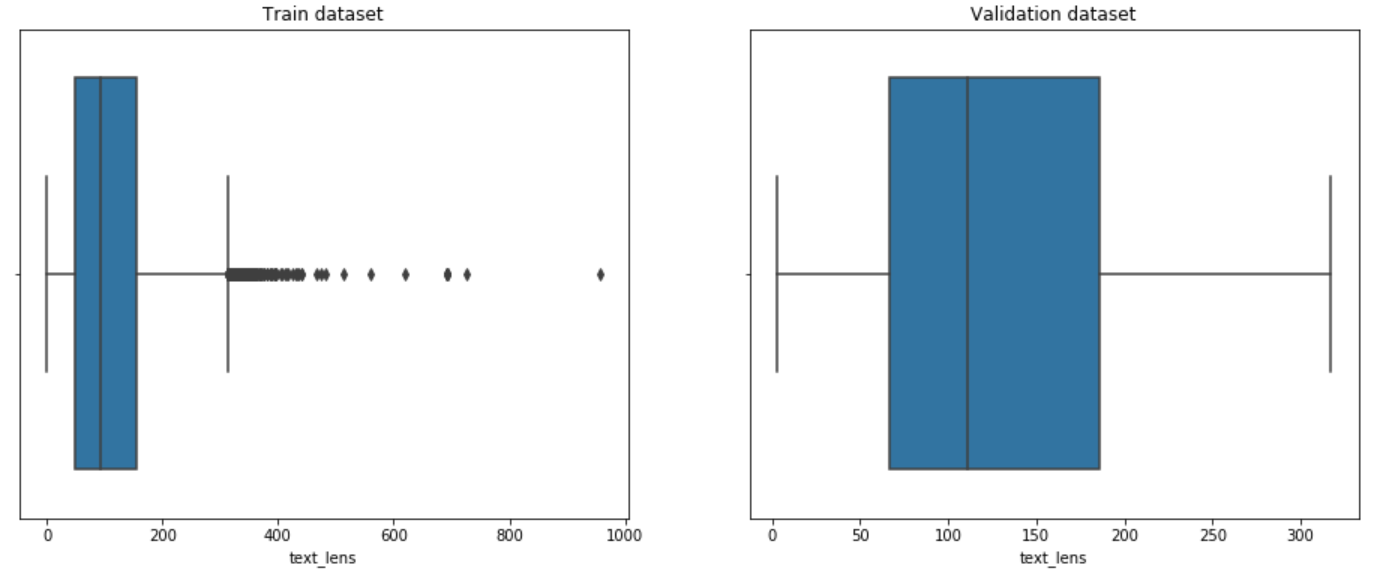 Train dataset
0 200 400 600 800 1000
text_lens
Validation dataset
0 50 100 150 200 250 300
text_lens